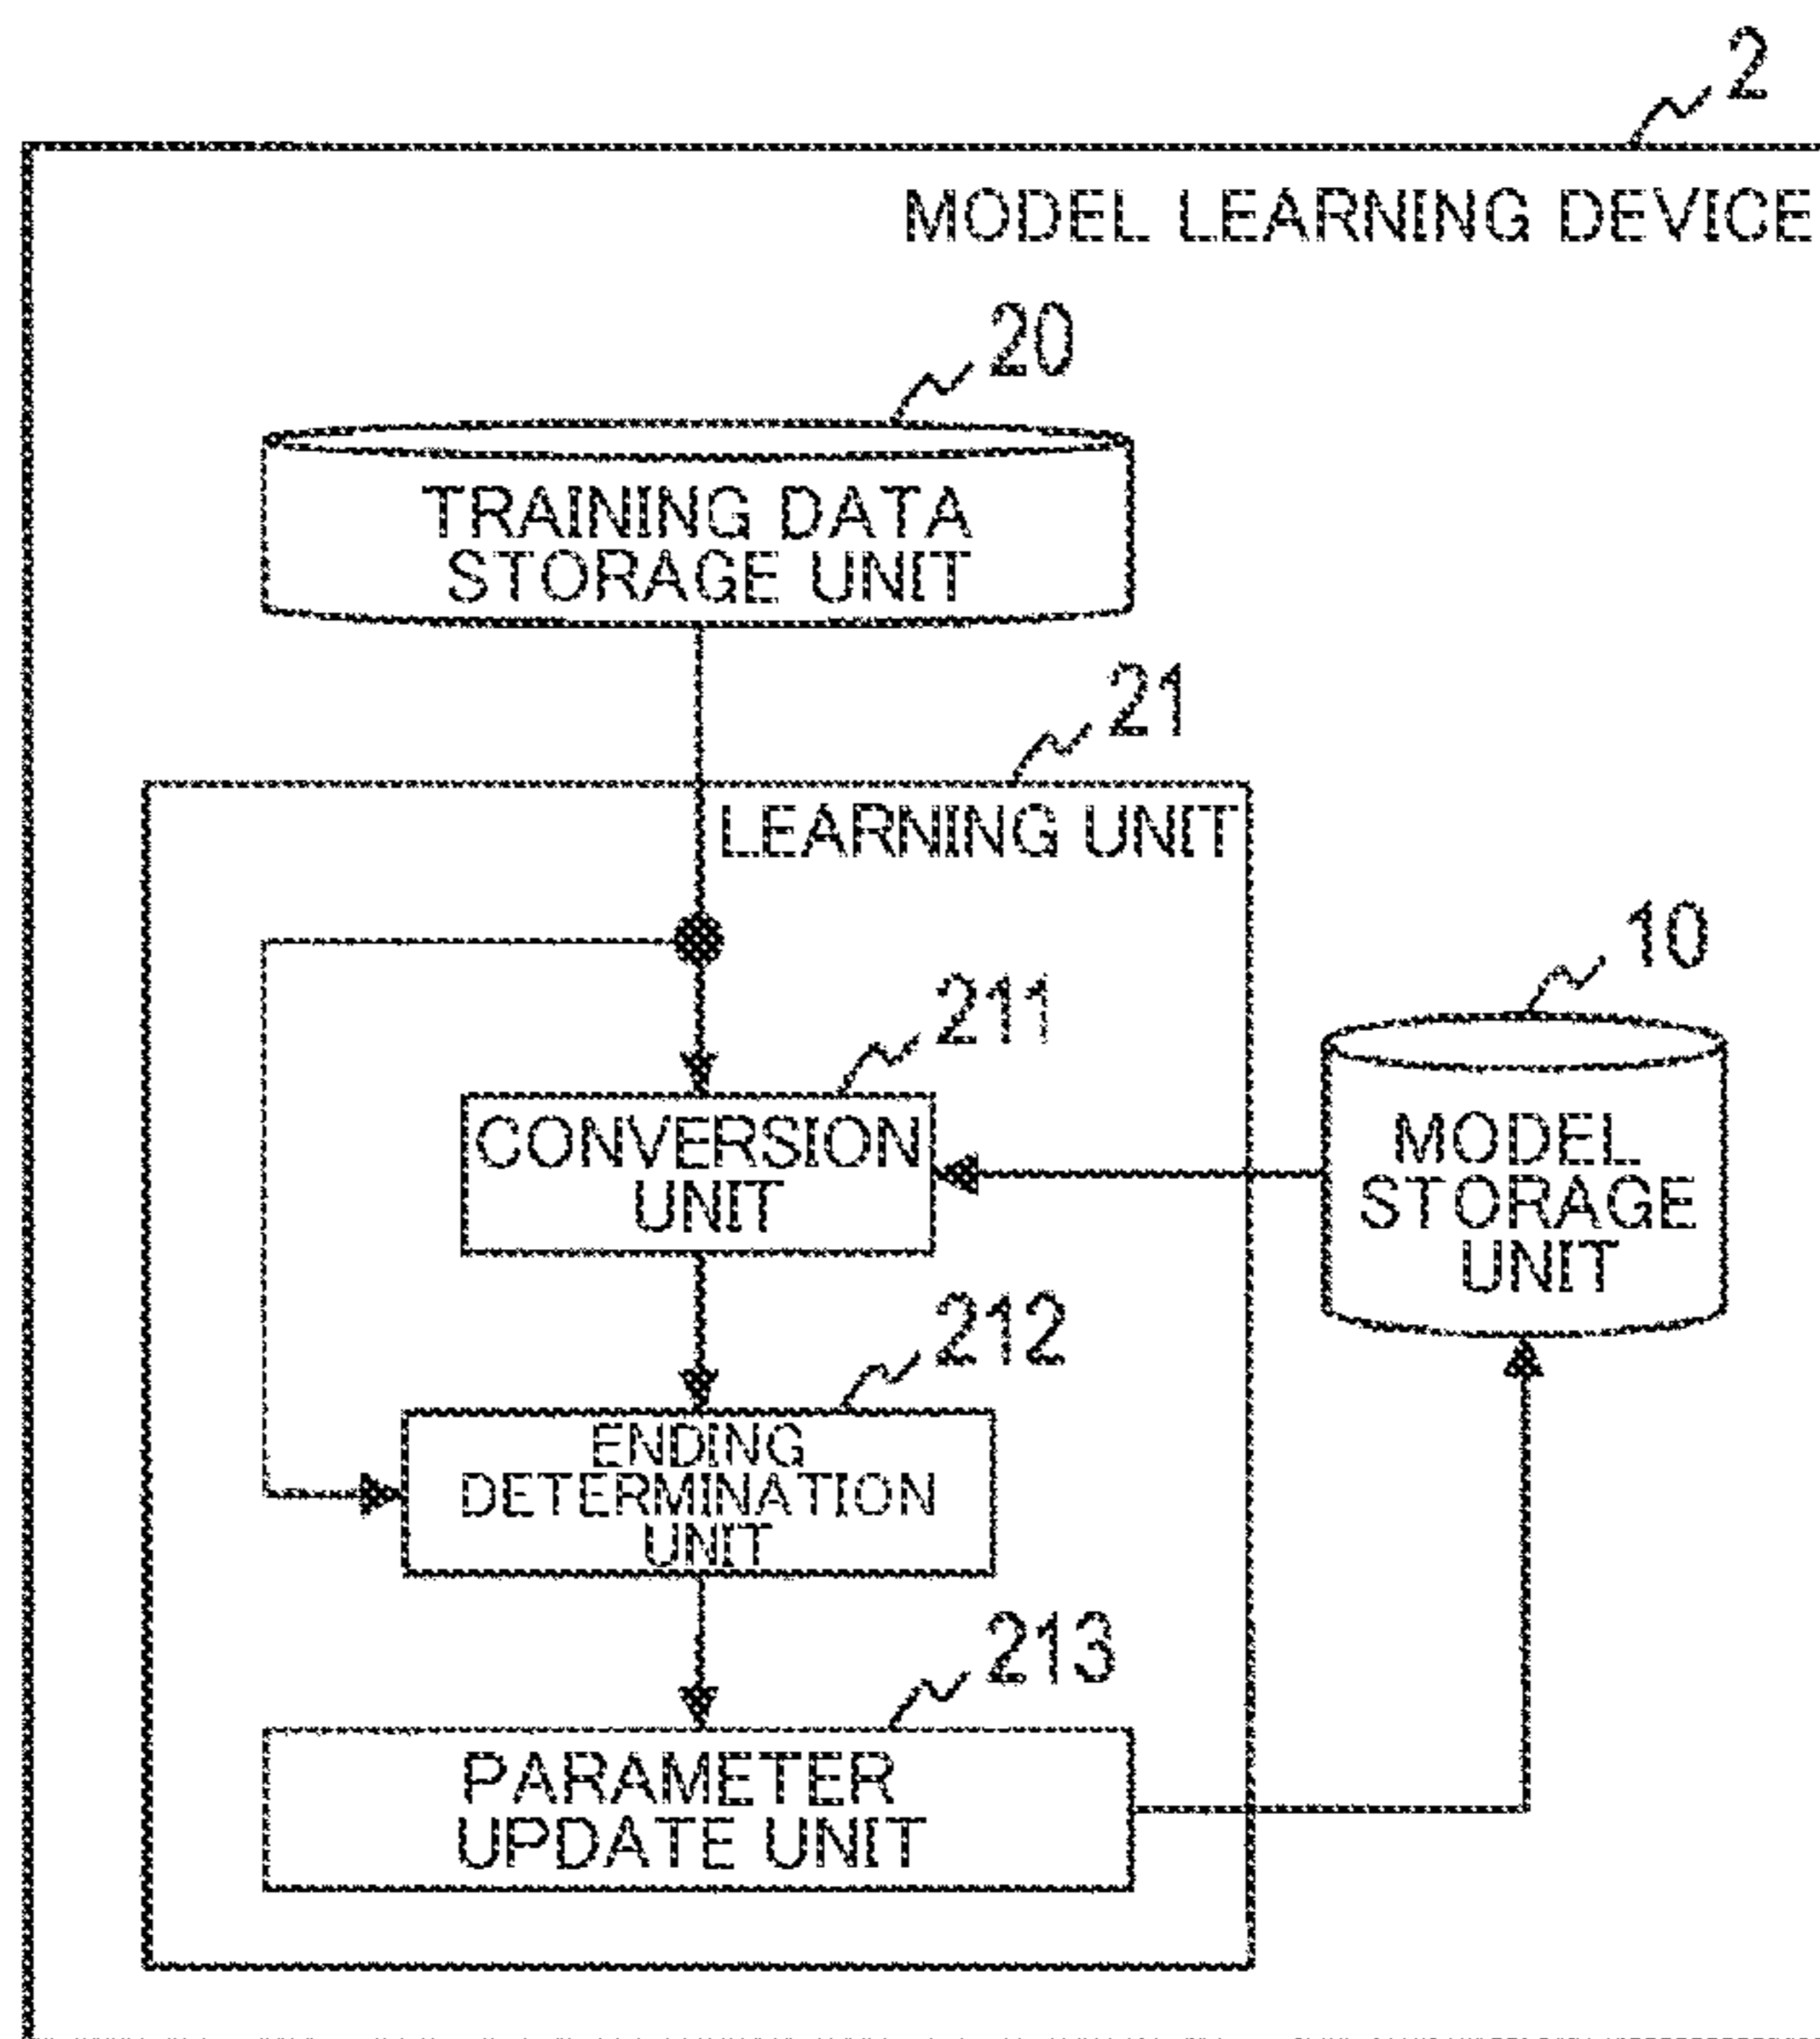 2
MODEL LEARNING DEVICE
20
TRAINING DATA
STORAGE UNIT
21
LEARNING UNIT
10
211
CONVERSION
UNIT
MODEL
STORAGE
UNIT
212
ENDING
DETERMINATION
UNIT
213
PARAMETER
UPDATE UNIT